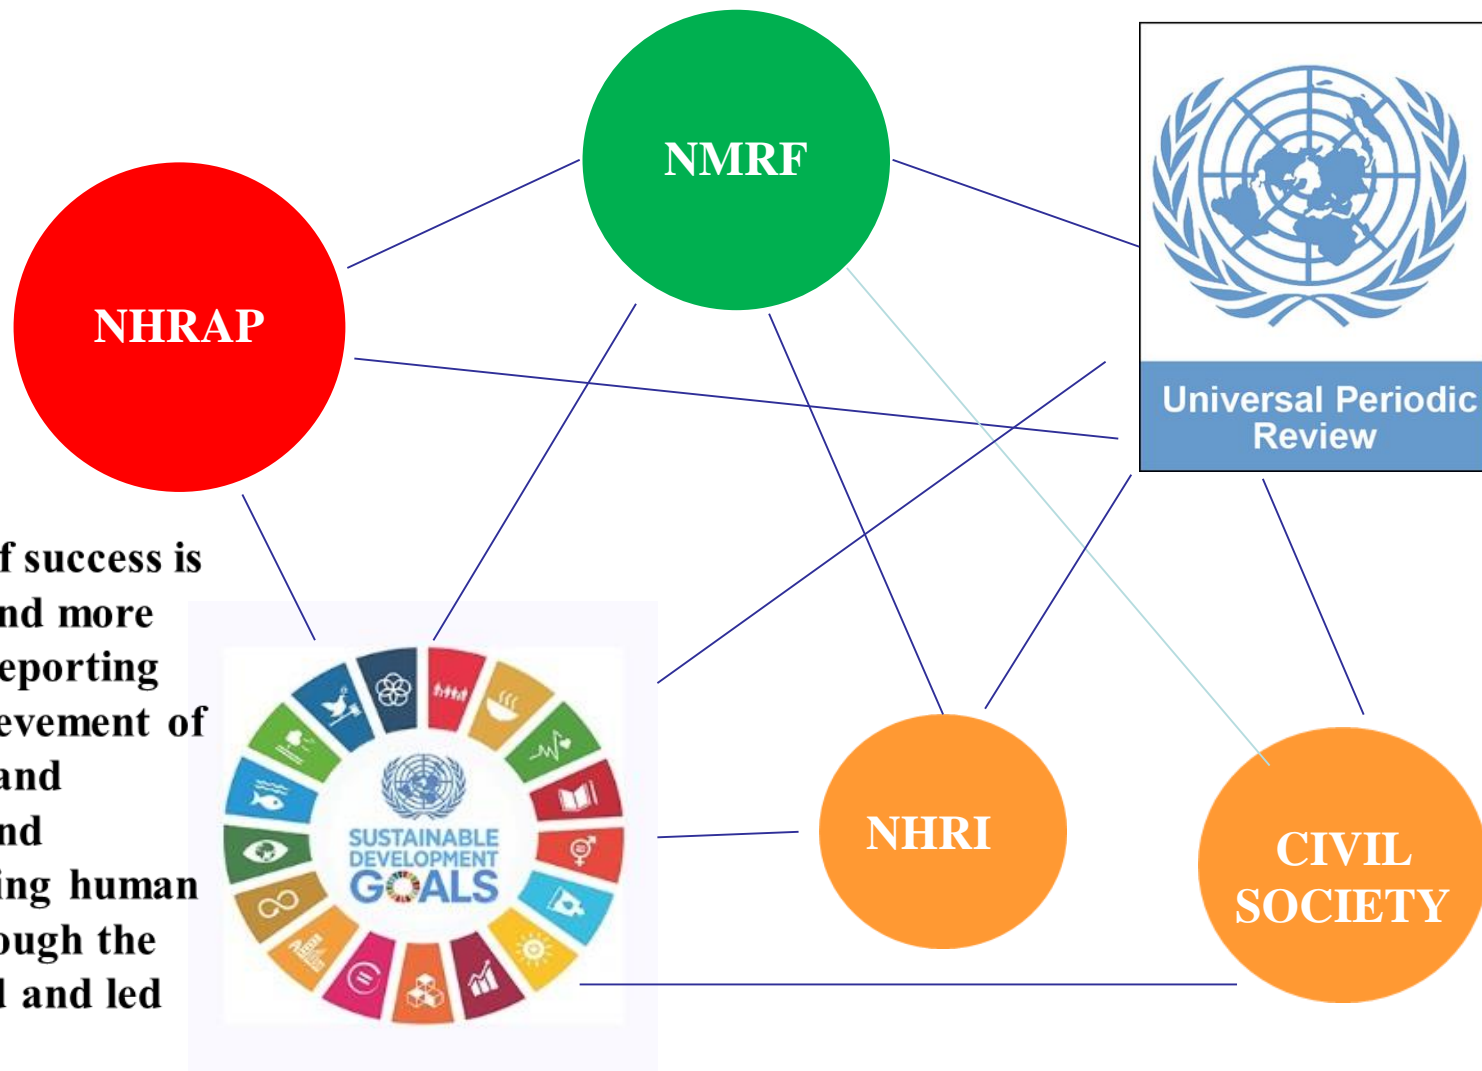 NMRF
NHRAP
Universal Periodic
Review
f success is
nd more
eporting
evement of
and
nd
ing human
ough the
d and led
SUSTAINABLE
DEVELOPMENT
GOALS
NHRI
CIVIL
SOCIETY